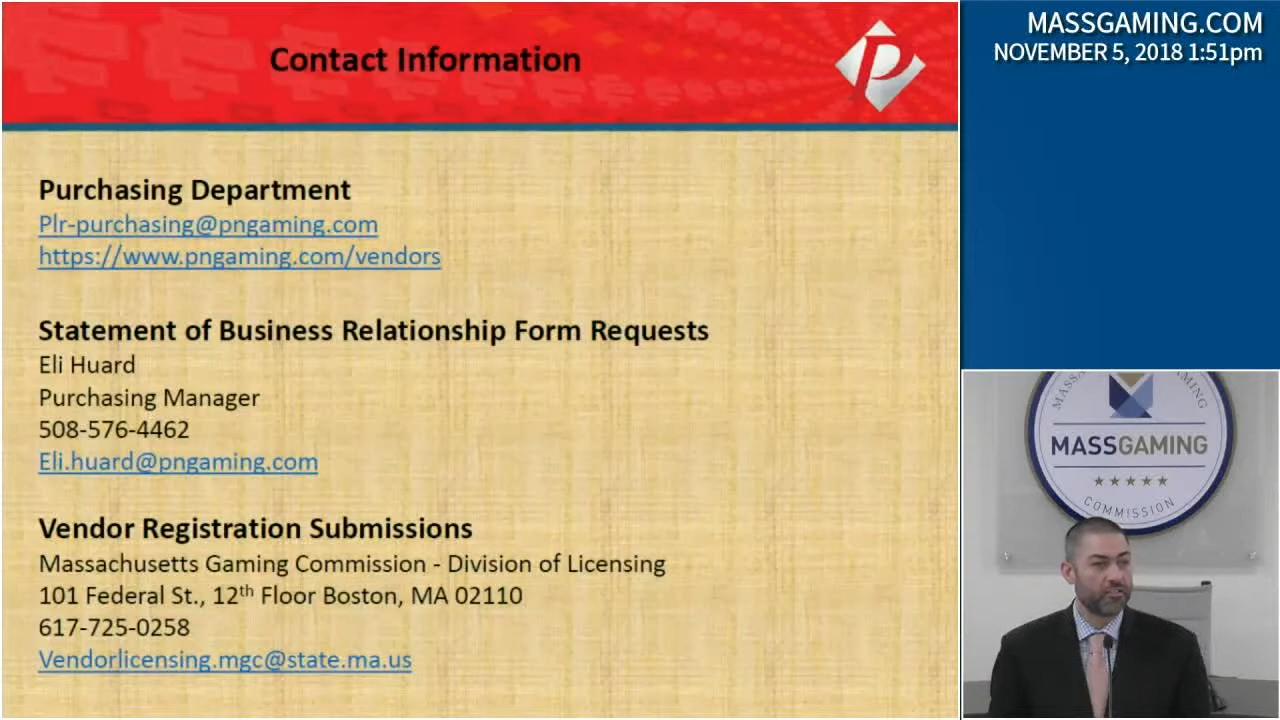 Contact Information
MASSGAMING.COM
NOVEMBER 5, 2018 1:51pm
Purchasing Department
Plr-purchasing@pngaming.com
https://www.pngaming.com/vendors
Statement of Business Relationship Form Requests
Eli Huard
Purchasing Manager
508-576-4462
Eli.huard@pngaming.com
Vendor Registration Submissions
Massachusetts Gaming Commission - Division of Licensing
101 Federal St., 12th Floor Boston, MA 02110
617-725-0258
Vendorlicensing.mgc@state.ma.us
MASSGAMING
COMMISSION